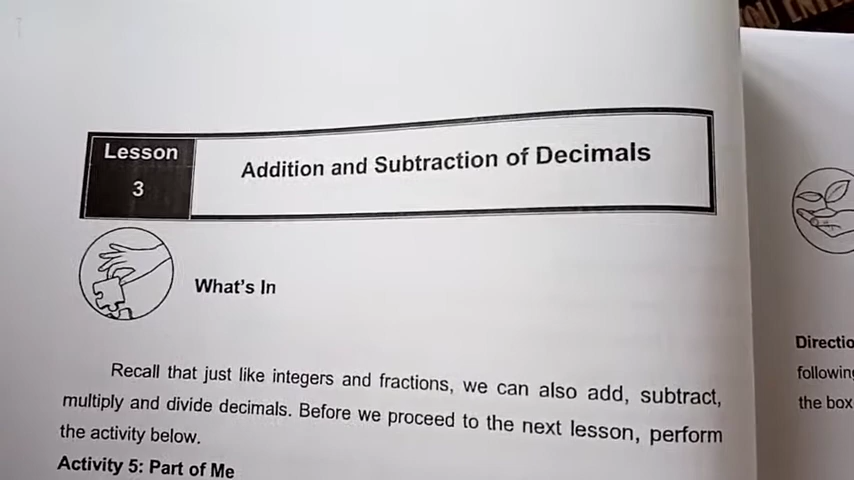 YOU
Lesson
3
Addition and Subtraction of Decimals
What's In
Recall that just like integers and fractions, we can also add, subtract,
multiply and divide decimals. Before we proceed to the next lesson, perform
the activity below.
Activity 5: Part of Me
Directio
following
the box